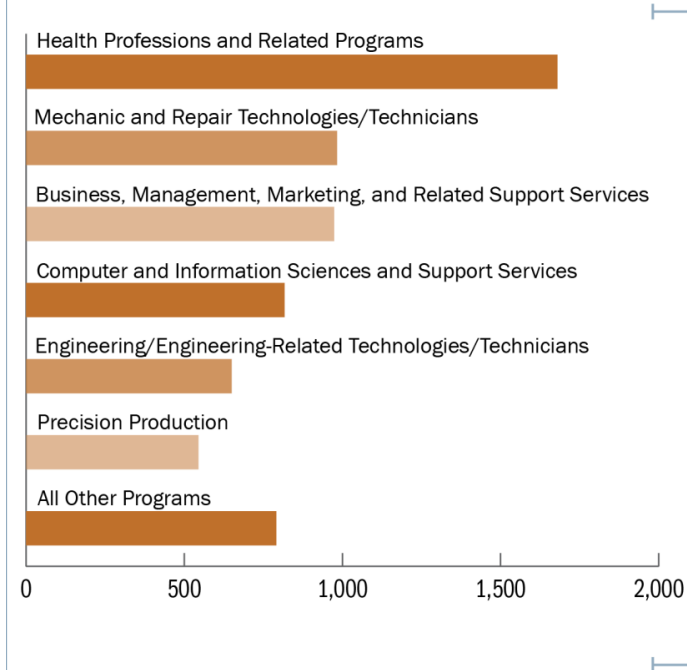 Health Professions and Related Programs
Mechanic and Repair Technologies/Technicians
Business, Management, Marketing, and Related Support Services
Computer and Information Sciences and Support Services
Engineering/Engineering-Related Technologies/Technicians
Precision Production
All Other Programs
0 500 1,000 1,500 2,000